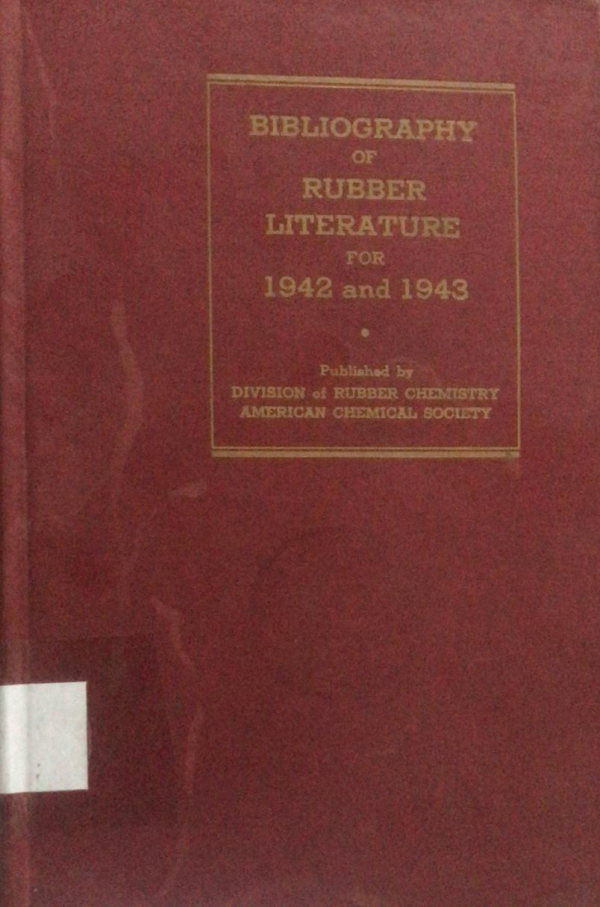 BIBLIOGRAPHY
OF
RUBBER
LITERATURE
FOR
1942 and 1943
•
Published by
DIVISION of RUBBER CHEMISTRY
AMERICAN CHEMICAL SOCIETY